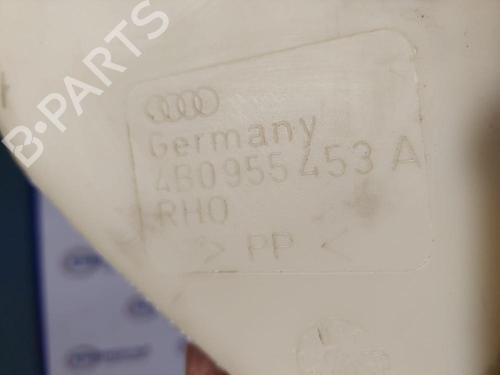 B-PARTS
Germany
4B0955453 A
RHO
> PP <